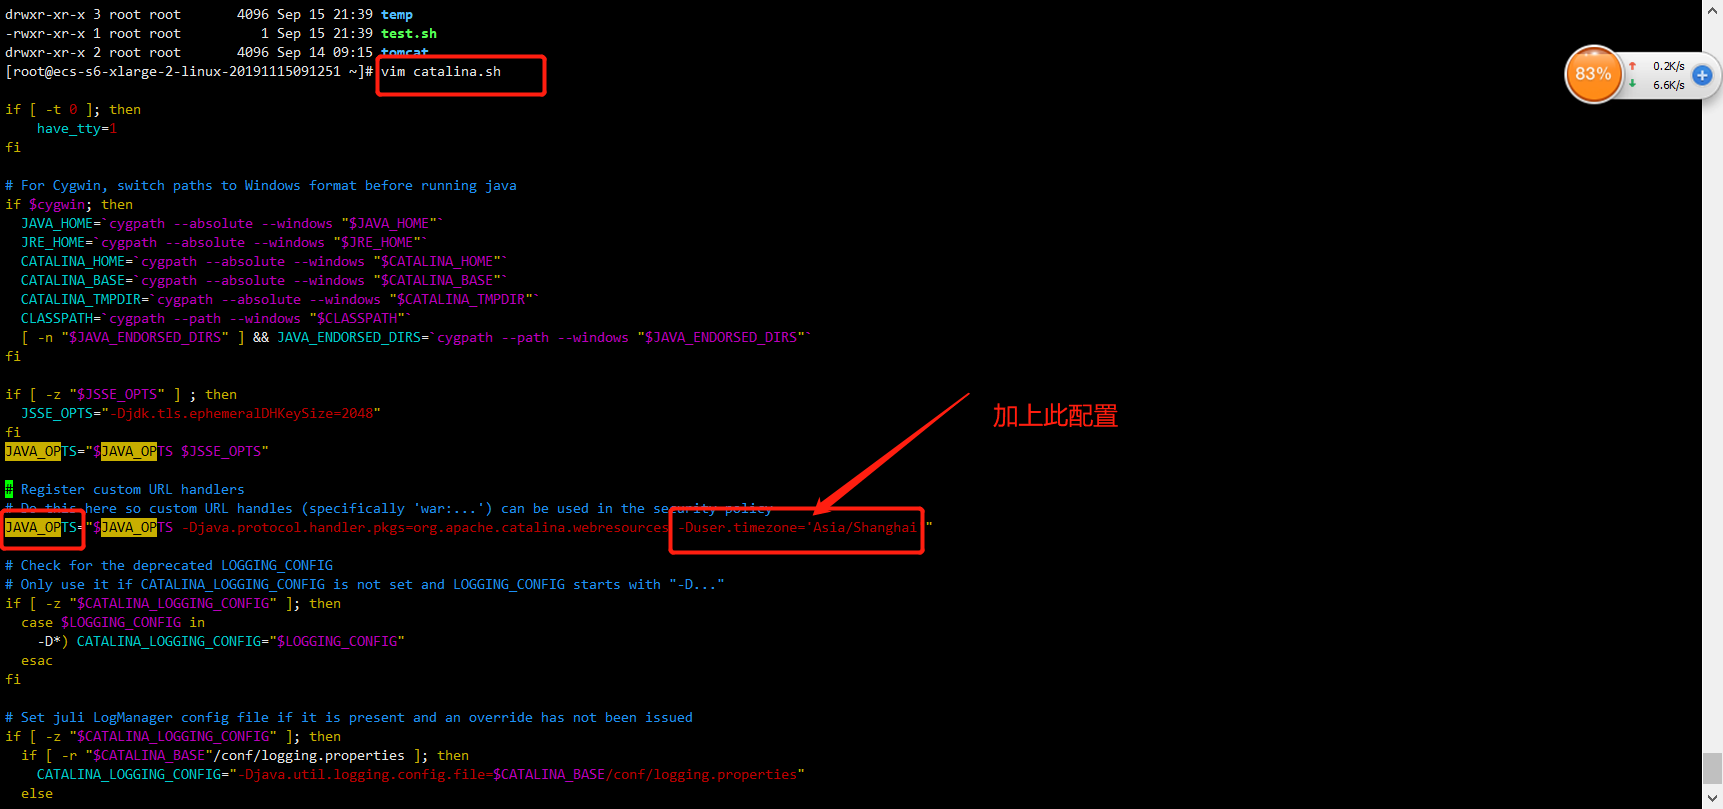 drwxr-xr-x 3 root root       4096 Sep 15 21:39 temp
-rwxr-xr-x 1 root root          1 Sep 15 21:39 test.sh
drwxr-xr-x 2 root root       4096 Sep 14 09:15 tomcat
[root@ecs-s6-xlarge-2-linux-20191115091251 ~]# vim catalina.sh
83%
0.2K/s
6.6K/s
if [ -t 0 ]; then
    have_tty=1
fi
# For Cygwin, switch paths to Windows format before running java
if $cygwin; then
  JAVA_HOME=`cygpath --absolute --windows "$JAVA_HOME"`
  JRE_HOME=`cygpath --absolute --windows "$JRE_HOME"`
  CATALINA_HOME=`cygpath --absolute --windows "$CATALINA_HOME"`
  CATALINA_BASE=`cygpath --absolute --windows "$CATALINA_BASE"`
  CATALINA_TMPDIR=`cygpath --absolute --windows "$CATALINA_TMPDIR"`
  CLASSPATH=`cygpath --path --windows "$CLASSPATH"`
  [ -n "$JAVA_ENDORSED_DIRS" ] && JAVA_ENDORSED_DIRS=`cygpath --path --windows "$JAVA_ENDORSED_DIRS"`
fi
if [ -z "$JSSE_OPTS" ] ; then
  JSSE_OPTS="-Djdk.tls.ephemeralDHKeySize=2048"
fi
加上此配置
JAVA_OPTS="$JAVA_OPTS $JSSE_OPTS"
# Register custom URL handlers
# Do this here so custom URL handles (specifically 'war:...') can be used in the security policy
JAVA_OPTS="$JAVA_OPTS -Djava.protocol.handler.pkgs=org.apache.catalina.webresources -Duser.timezone='Asia/Shanghai'"
# Check for the deprecated LOGGING_CONFIG
# Only use it if CATALINA_LOGGING_CONFIG is not set and LOGGING_CONFIG starts with "-D..."
if [ -z "$CATALINA_LOGGING_CONFIG" ]; then
  case $LOGGING_CONFIG in
    -D*) CATALINA_LOGGING_CONFIG="$LOGGING_CONFIG"
  esac
fi
# Set juli LogManager config file if it is present and an override has not been issued
if [ -z "$CATALINA_LOGGING_CONFIG" ]; then
  if [ -r "$CATALINA_BASE"/conf/logging.properties ]; then
    CATALINA_LOGGING_CONFIG="-Djava.util.logging.config.file=$CATALINA_BASE/conf/logging.properties"
  else